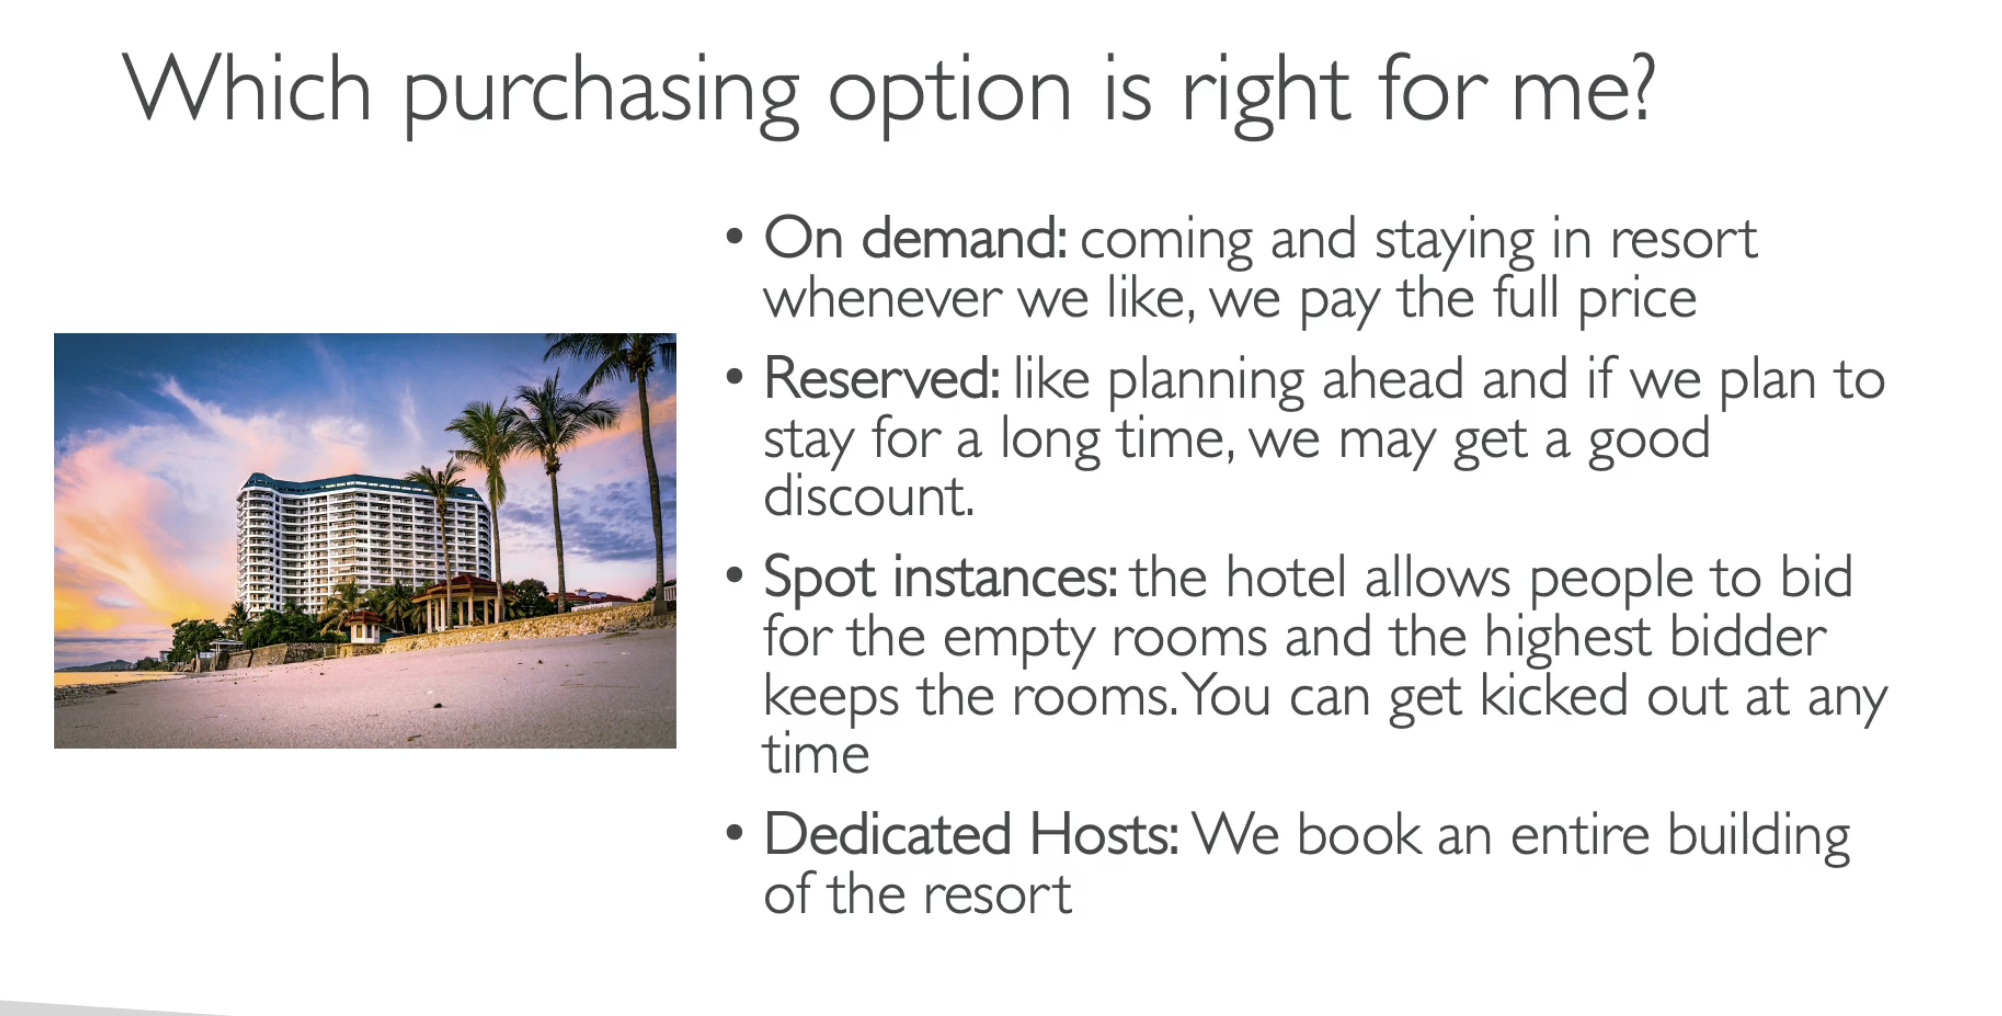 Which purchasing option is right for me?
• On demand: coming and staying in resort
whenever we like, we pay the full price
• Reserved: like planning ahead and if we plan to
stay for a long time, we may get a good
discount.
• Spot instances: the hotel allows people to bid
for the empty rooms and the highest bidder
keeps the rooms. You can get kicked out at any
time
• Dedicated Hosts: We book an entire building
of the resort